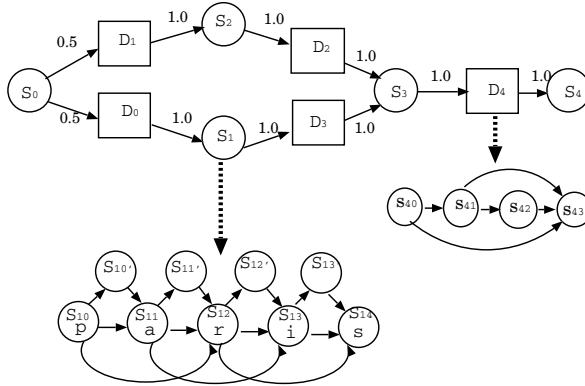 1.0 S2 1.0
0.5 D1 D2 1.0
S0 S3 1.0 D4 1.0 S4
0.5 D0 1.0 S1 1.0 D3 1.0
s40 s41 s42 s43
S10' S11' S12' S13
S10 S11 S12 S13 S14
p a r i s